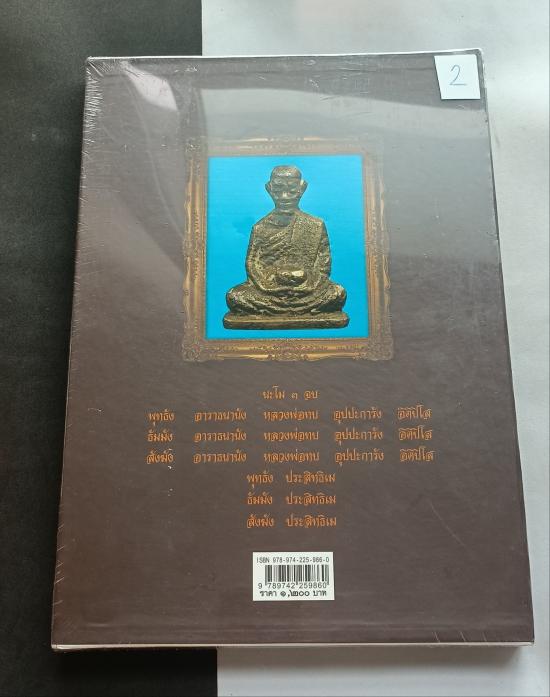 2
นะโม ๓ จบ
พุทธัง อาราธนานัง หลวงพ่อทบ อุปปะการัง อิติปิโส
ธัมมัง อาราธนานัง หลวงพ่อทบ อุปปะการัง อิติปิโส
สังฆัง อาราธนานัง หลวงพ่อทบ อุปปะการัง อิติปิโส
พุทธัง ประสิทธิเม
ธัมมัง ประสิทธิเม
สังฆัง ประสิทธิเม
ISBN 978-974-225-986-0
9 789742 259860
ราคา ๑,๒๐๐ บาท